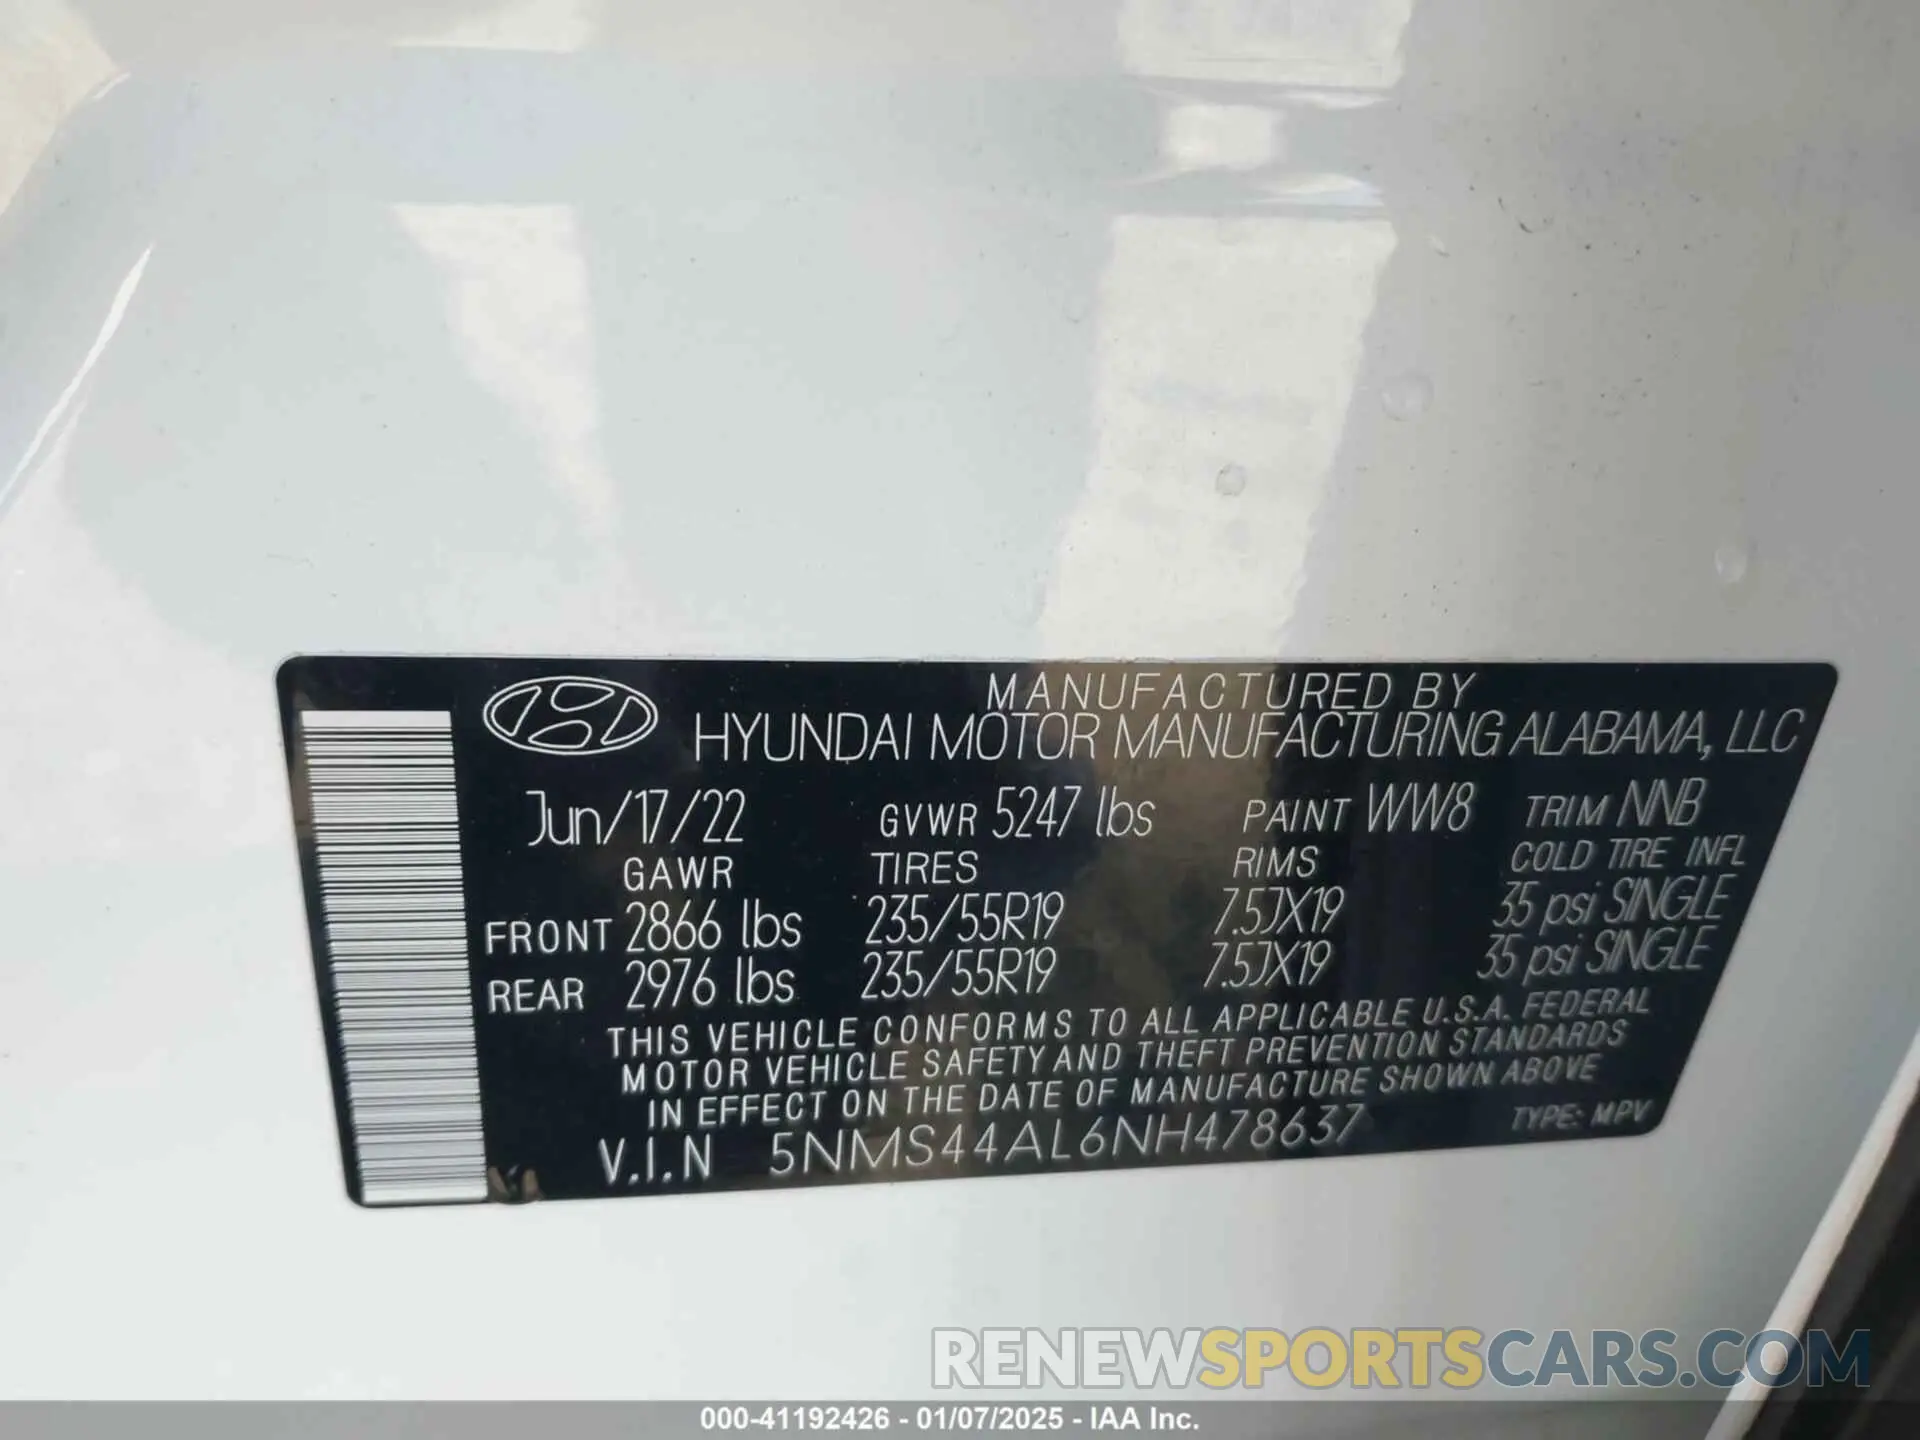 MANUFACTURED BY
HYUNDAI MOTOR MANUFACTURING ALABAMA, LLC
Jun/17/22 GVWR 5247 lbs PAINT WW8 TRIM NNB
GAWR TIRES RIMS COLD TIRE INFL
FRONT 2866 lbs 235/55R19 7.5JX19 35 psi SINGLE
REAR 2976 lbs 235/55R19 7.5JX19 35 psi SINGLE
THIS VEHICLE CONFORMS TO ALL APPLICABLE U.S.A. FEDERAL
MOTOR VEHICLE SAFETY AND THEFT PREVENTION STANDARDS
IN EFFECT ON THE DATE OF MANUFACTURE SHOWN ABOVE
V.I.N 5NMS44AL6NH478637 TYPE: MPV
RENEWSPORTSCARS.COM
000-41192426 - 01/07/2025 - IAA Inc.